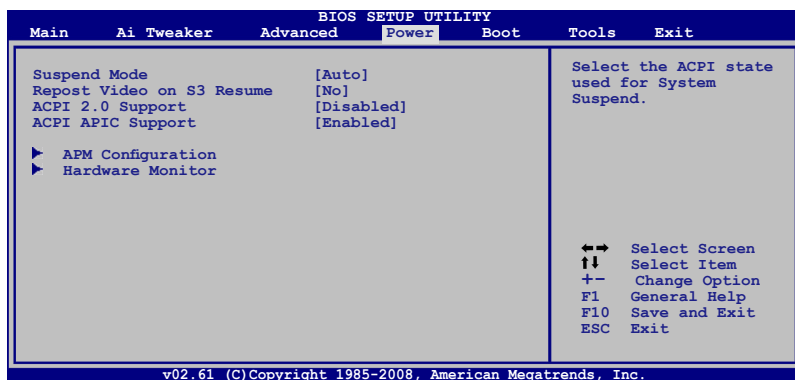 BIOS SETUP UTILITY
Main Ai Tweaker Advanced Power Boot Tools Exit
Suspend Mode [Auto]
Repost Video on S3 Resume [No]
ACPI 2.0 Support [Disabled]
ACPI APIC Support [Enabled]
APM Configuration
Hardware Monitor
Select the ACPI state
used for System
Suspend.
←→ Select Screen
↑↓ Select Item
+- Change Option
F1 General Help
F10 Save and Exit
ESC Exit
v02.61 (C)Copyright 1985-2008, American Megatrends, Inc.